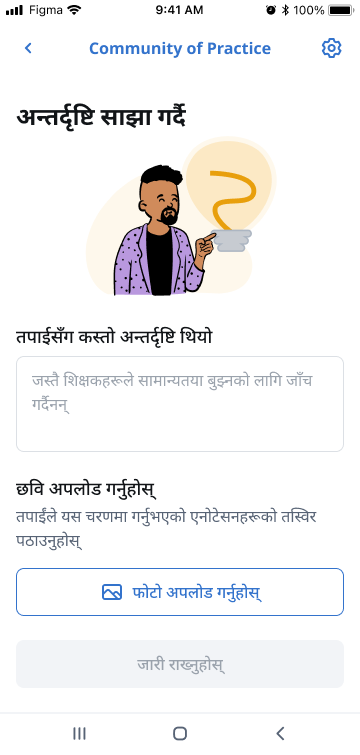 Figma 9:41 AM 100%
Community of Practice
अन्तर्दृष्टि साझा गर्दै
तपाईसँग कस्तो अन्तर्दृष्टि थियो
जस्तै शिक्षकहरूले सामान्यतया बुझ्नको लागि जाँच
गर्दैनन्
छवि अपलोड गर्नुहोस्
तपाईंले यस चरणमा गर्नुभएको एनोटेसनहरूको तस्विर
पठाउनुहोस्
फोटो अपलोड गर्नुहोस्
जारी राख्नुहोस्